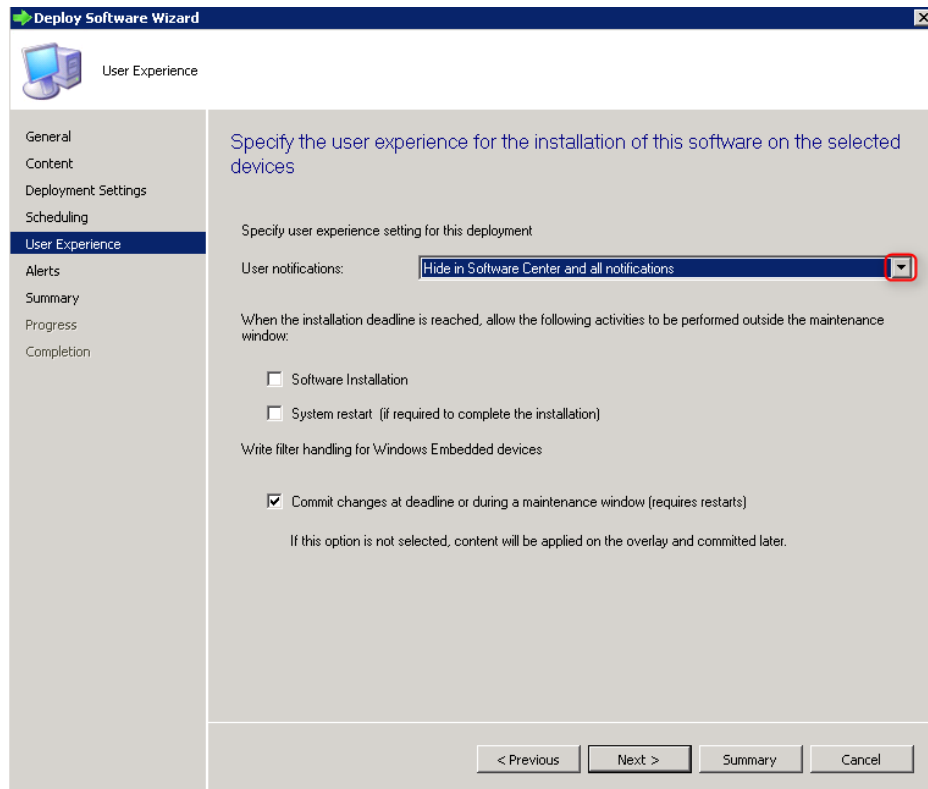 Deploy Software Wizard
User Experience
General
Content
Deployment Settings
Scheduling
User Experience
Alerts
Summary
Progress
Completion
Specify the user experience for the installation of this software on the selected
devices
Specify user experience setting for this deployment
User notifications: Hide in Software Center and all notifications
When the installation deadline is reached, allow the following activities to be performed outside the maintenance
window:
Software Installation
System restart (if required to complete the installation)
Write filter handling for Windows Embedded devices
Commit changes at deadline or during a maintenance window (requires restarts)
If this option is not selected, content will be applied on the overlay and committed later.
< Previous Next > Summary Cancel